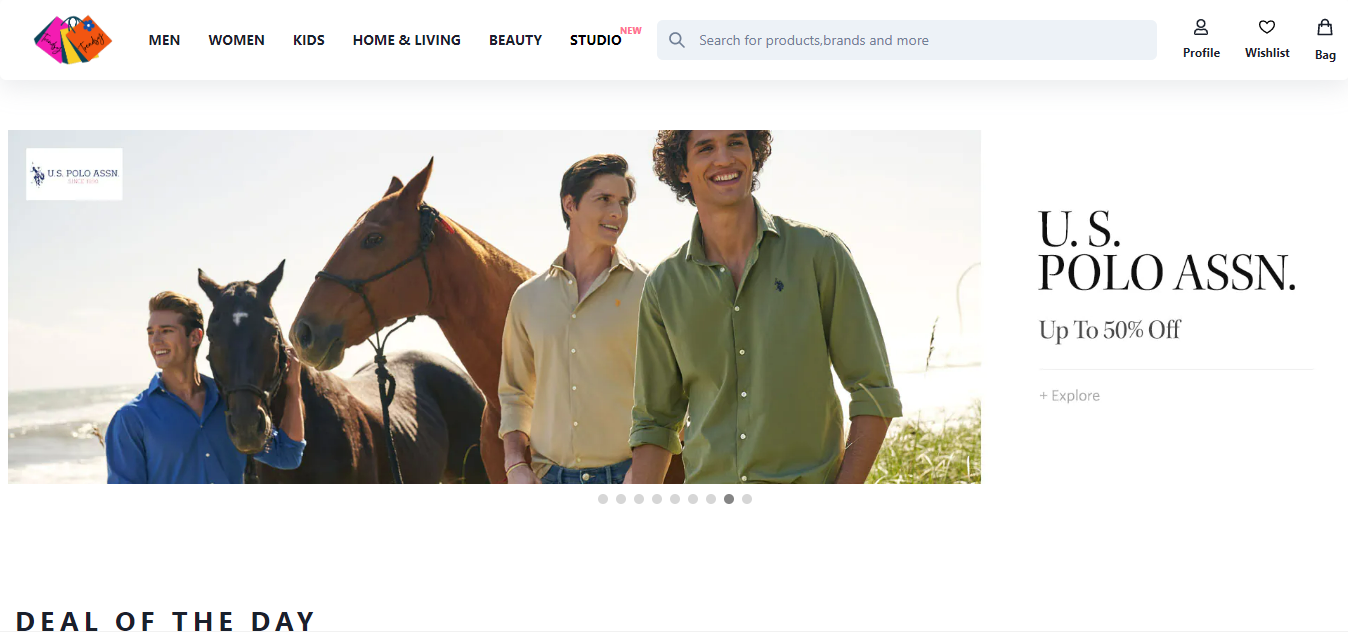 MEN WOMEN KIDS HOME & LIVING BEAUTY STUDIO NEW
Search for products,brands and more
Profile Wishlist Bag
U.S. POLO ASSN.
SINCE 1890
U. S.
POLO ASSN.
Up To 50% Off
+ Explore
DEAL OF THE DAY